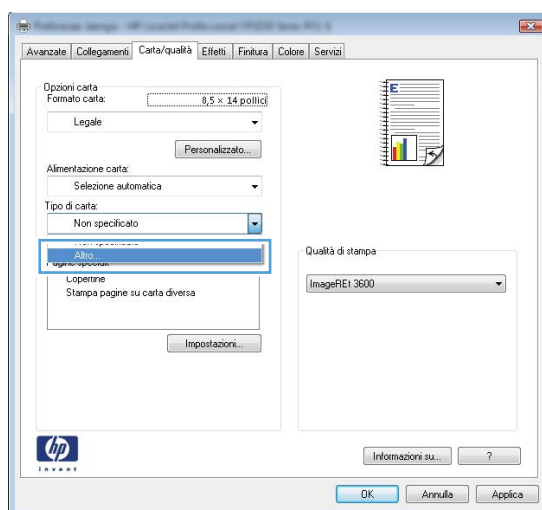 Avanzate Collegamenti Carta/qualità Effetti Finitura Colore Servizi
Opzioni carta
Formato carta: 8,5 × 14 pollici
Legale
Personalizzato...
Alimentazione carta:
Selezione automatica
Tipo di carta:
Non specificato
Altro...
Copertine
Stampa pagine su carta diversa
Impostazioni...
E
Qualità di stampa
ImageREt 3600
hp
invent
Informazioni su... ?
OK Annulla Applica